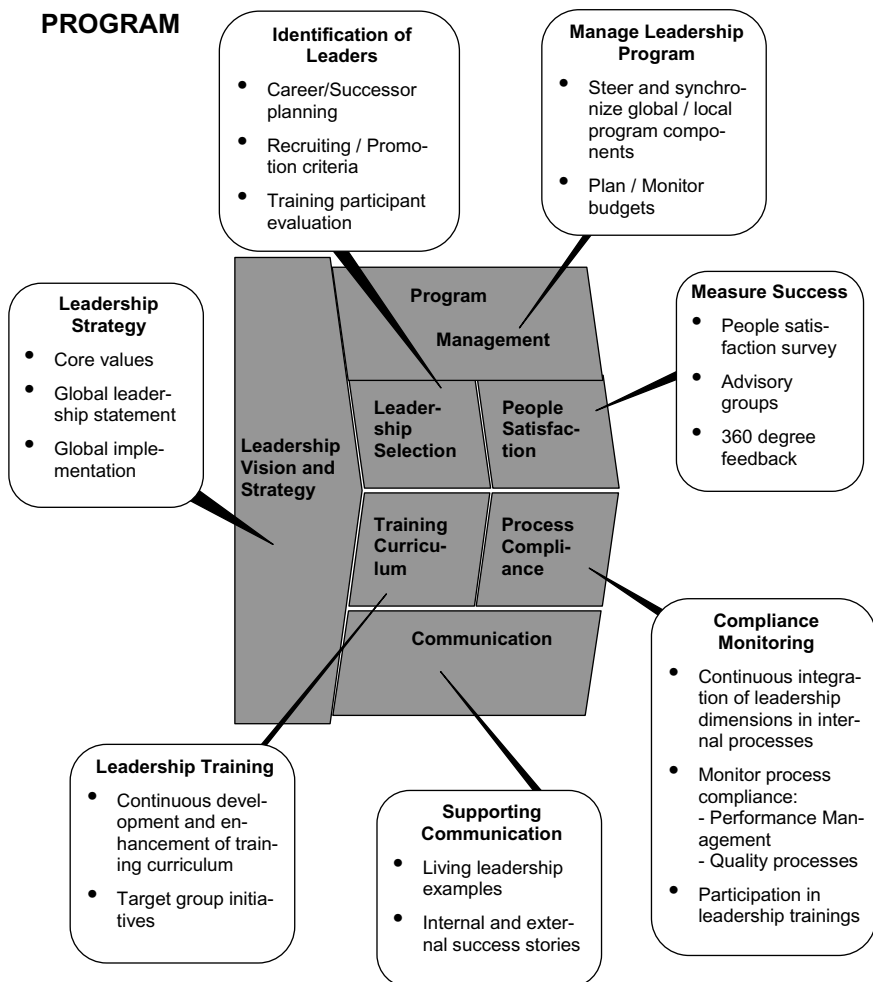 PROGRAM
Identification of
Leaders
• Career/Successor
planning
• Recruiting / Promo-
tion criteria
• Training participant
evaluation
Manage Leadership
Program
• Steer and synchro-
nize global / local
program compo-
nents
• Plan / Monitor
budgets
Leadership
Strategy
• Core values
• Global leader-
ship statement
• Global imple-
mentation
Measure Success
• People satis-
faction survey
• Advisory
groups
• 360 degree
feedback
Program
Management
Leadership
Vision and
Strategy
Leader-
ship
Selection
People
Satisfac-
tion
Training
Curricu-
lum
Process
Compli-
ance
Communication
Compliance
Monitoring
• Continuous integra-
tion of leadership
dimensions in inter-
nal processes
• Monitor process
compliance:
- Performance Man-
agement
- Quality processes
• Participation in
leadership trainings
Leadership Training
• Continuous devel-
opment and en-
hancement of train-
ing curriculum
• Target group initia-
tives
Supporting
Communication
• Living leadership
examples
• Internal and exter-
nal success stories